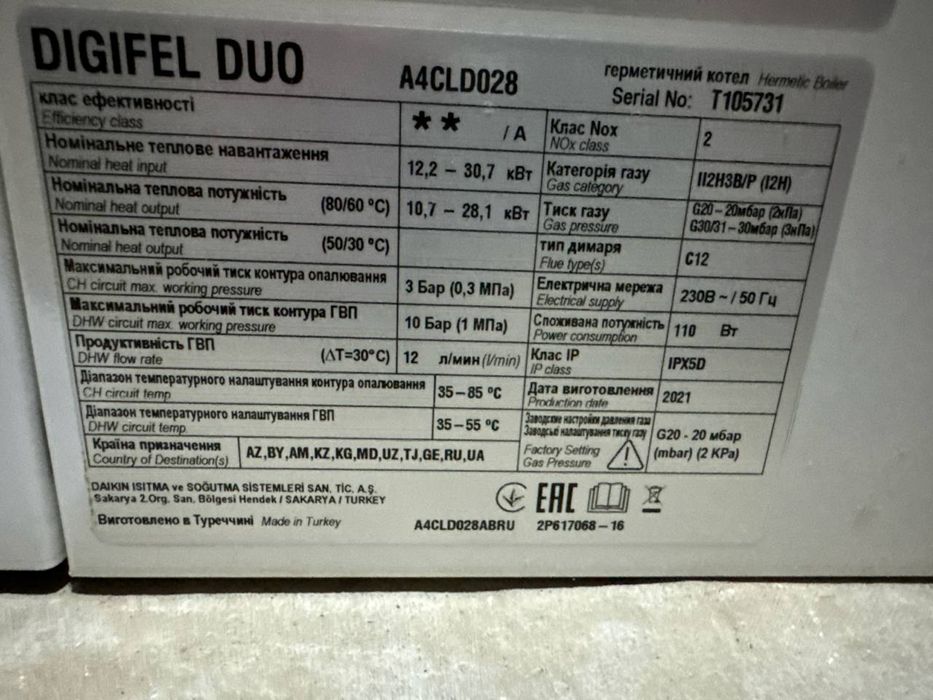 DIGIFEL DUO
A4CLD028
герметичний котел Hermetic Boiler
Serial No: T105731
клас ефективності
Efficiency class
** / A
Клас Nox
NOx class
2
Номінальне теплове навантаження
Nominal heat input
12,2 – 30,7 кВт
Категорія газу
Gas category
II2H3B/P (I2H)
Номінальна теплова потужність
Nominal heat output (80/60 °C)
10,7 – 28,1 кВт
Тиск газу
Gas pressure
G20 – 20мбар (2кПа)
G30/31 – 30мбар (3кПа)
Номінальна теплова потужність
Nominal heat output (50/30 °C)
тип димаря
Flue type(s)
C12
Максимальний робочий тиск контура опалювання
CH circuit max. working pressure
3 Бар (0,3 МПа)
Електрична мережа
Electrical supply
230В ~ / 50 Гц
Максимальний робочий тиск контура ГВП
DHW circuit max. working pressure
10 Бар (1 МПа)
Споживана потужність
Power consumption
110 Вт
Продуктивність ГВП
DHW flow rate (ΔT=30°C)
12 л/мин (l/min)
Клас IP
IP class
IPX5D
Діапазон температурного налаштування контура опалювання
CH circuit temp
35–85 °C
Дата виготовлення
Production date
2021
Діапазон температурного налаштування ГВП
DHW circuit temp.
35–55 °C
Заводские настройки давления газа
Заводські налаштування тиску газу
Factory Setting
Gas Pressure
G20 - 20 мбар
(mbar) (2 KPa)
Країна призначення
Country of Destination(s)
AZ,BY,AM,KZ,KG,MD,UZ,TJ,GE,RU,UA
DAIKIN ISITMA ve SOĞUTMA SİSTEMLERİ SAN. TİC. A.Ş.
Sakarya 2.Org. San. Bölgesi Hendek / SAKARYA / TURKEY
EAC
Виготовлено в Туреччині Made in Turkey
A4CLD028ABRU 2P617068–16